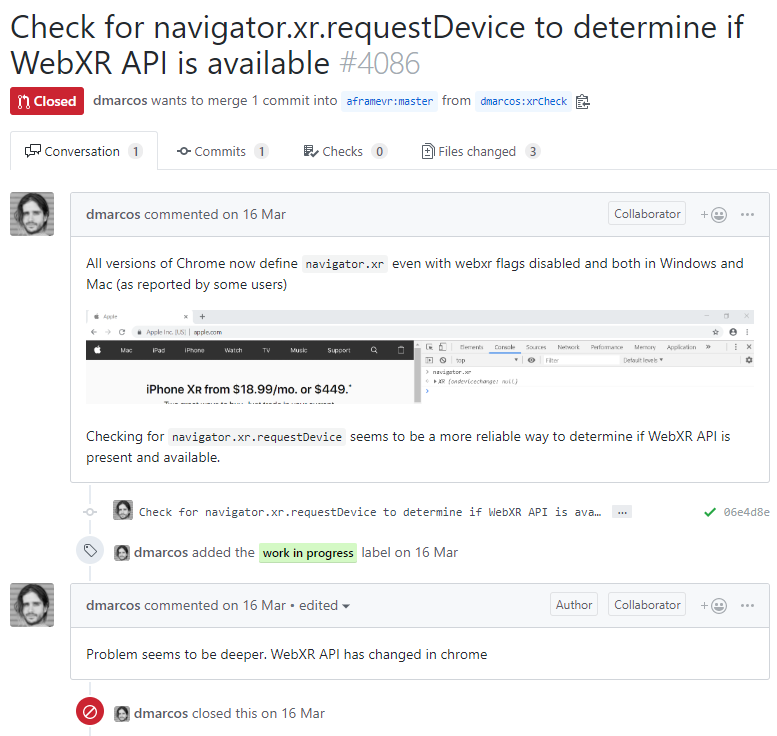 Check for navigator.xr.requestDevice to determine if
WebXR API is available #4086
Closed dmarcos wants to merge 1 commit into aframevr:master from dmarcos:xrCheck
Conversation 1 Commits 1 Checks 0 Files changed 3
dmarcos commented on 16 Mar Collaborator + ...
All versions of Chrome now define navigator.xr even with webxr flags disabled and both in Windows and
Mac (as reported by some users)
Apple × +
Apple Inc. [US] | apple.com
Mac iPad iPhone Watch TV Music Support
Elements Console Sources Network Performance Memory Application » ⋮ ×
top Filter Default levels ▼
> navigator.xr
iPhone XR from $18.99/mo. or $449.*
XR {ondevicechange: null}
>
Checking for navigator.xr.requestDevice seems to be a more reliable way to determine if WebXR API is
present and available.
Check for navigator.xr.requestDevice to determine if WebXR API is ava… ... 06e4d8e
dmarcos added the work in progress label on 16 Mar
dmarcos commented on 16 Mar • edited Author Collaborator + ...
Problem seems to be deeper. WebXR API has changed in chrome
dmarcos closed this on 16 Mar